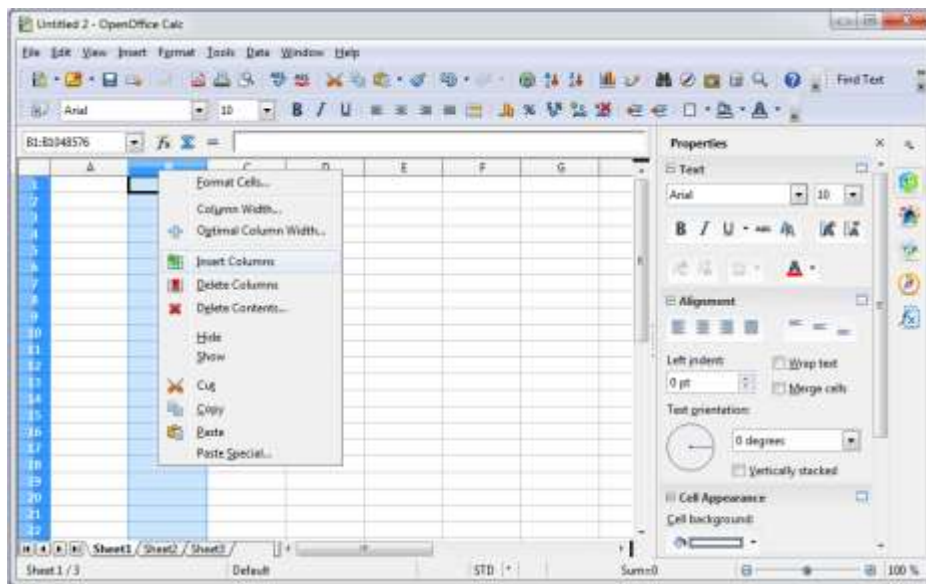 Untitled 2 - OpenOffice Calc
File Edit View Insert Format Tools Data Window Help
Find Text
Arial 10
B1:B1048576
A B C D E F G
1
2
3
4
5
6
7
8
9
10
11
12
13
14
15
16
17
18
19
20
21
22
Format Cells...
Column Width...
Optimal Column Width...
Insert Columns
Delete Columns
Delete Contents...
Hide
Show
Cut
Copy
Paste
Paste Special...
Properties
Text
Arial 10
Alignment
Left indent:
Wrap text
0 pt
Merge cells
Text orientation:
0 degrees
Vertically stacked
Cell Appearance
Cell background:
Sheet1 Sheet2 Sheet3
Sheet 1 / 3 Default STD * Sum=0 100 %